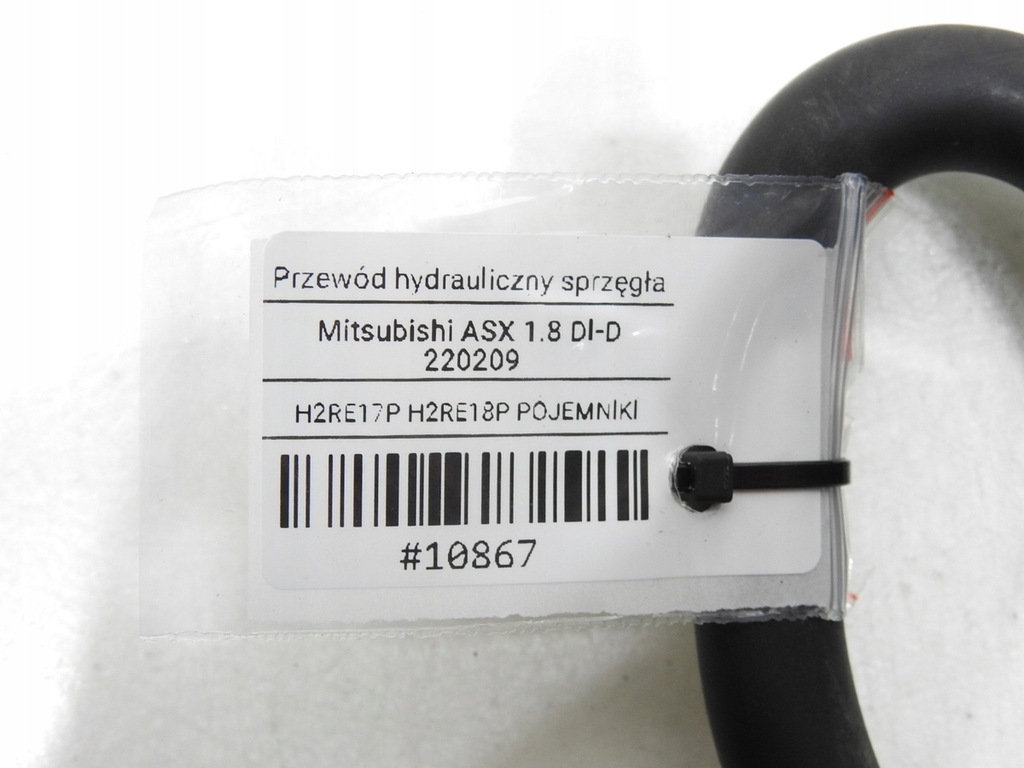 Przewód hydrauliczny sprzęgła
Mitsubishi ASX 1.8 DI-D
220209
H2RE17P H2RE18P POJEMNIKI
#10867